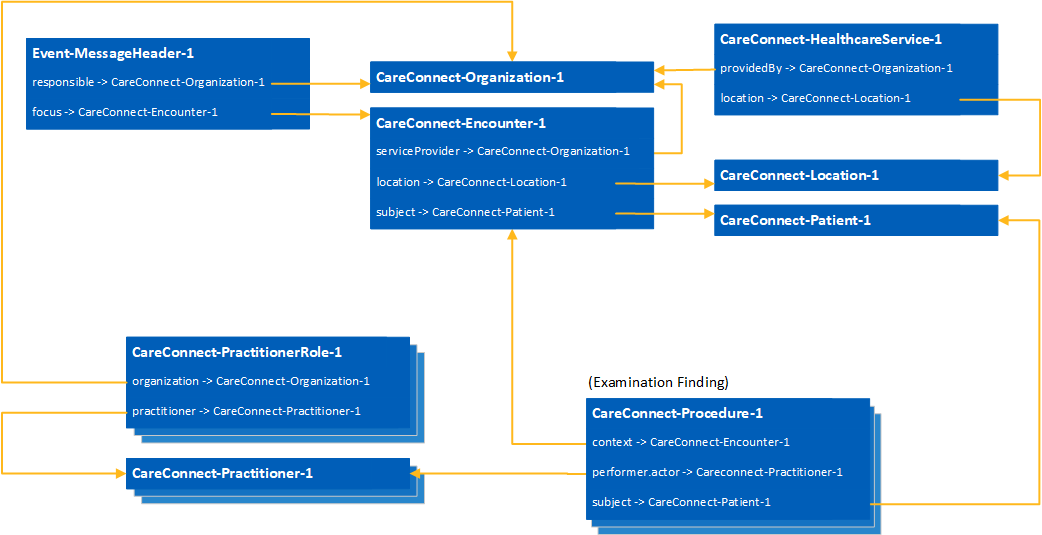 Event-MessageHeader-1
responsible -> CareConnect-Organization-1
focus -> CareConnect-Encounter-1
CareConnect-Organization-1
CareConnect-Encounter-1
serviceProvider -> CareConnect-Organization-1
location -> CareConnect-Location-1
subject -> CareConnect-Patient-1
CareConnect-HealthcareService-1
providedBy -> CareConnect-Organization-1
location -> CareConnect-Location-1
CareConnect-Location-1
CareConnect-Patient-1
CareConnect-PractitionerRole-1
organization -> CareConnect-Organization-1
practitioner -> CareConnect-Practitioner-1
CareConnect-Practitioner-1
(Examination Finding)
CareConnect-Procedure-1
context -> CareConnect-Encounter-1
performer.actor -> Careconnect-Practitioner-1
subject -> CareConnect-Patient-1